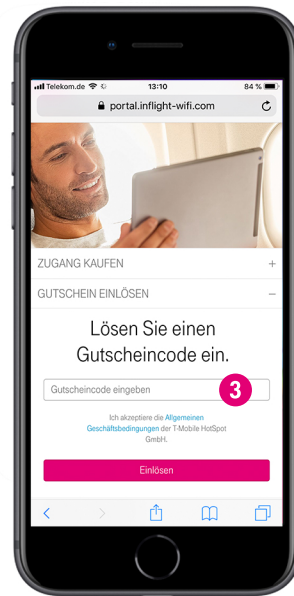 Telekom.de 13:10 84 %
portal.inflight-wifi.com
ZUGANG KAUFEN +
GUTSCHEIN EINLÖSEN –
Lösen Sie einen
Gutscheincode ein.
Gutscheincode eingeben 3
Ich akzeptiere die Allgemeinen
Geschäftsbedingungen der T-Mobile HotSpot
GmbH.
Einlösen